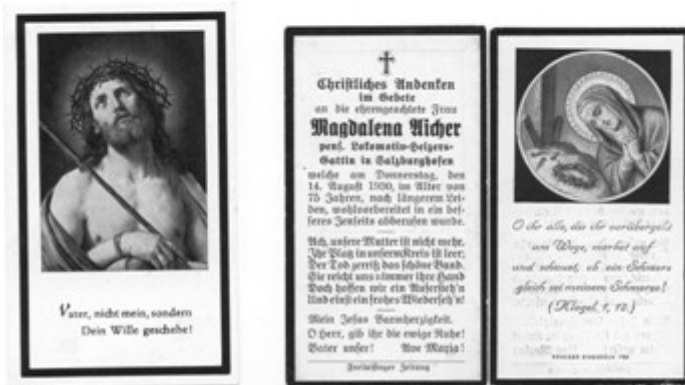 Vater, nicht mein, sondern
Dein Wille geschehe!
Christliches Andenken
im Gebete
an die ehrengeachtete Frau
Magdalena Aicher
pens. Lokomotiv-Heizers-
Gattin in Salzburghofen
welche am Donnerstag, den
14. August 1930, im Alter von
75 Jahren, nach längerem Lei-
den, wohlvorbereitet in ein bes-
seres Jenseits abberufen wurde.
Ach, unsere Mutter ist nicht mehr,
Ihr Platz in unserm Kreis ist leer;
Der Tod zerriß das schöne Band.
Sie reicht uns nimmer ihre Hand
Doch hoffen wir ein Aufersteh'n
Und einst ein frohes Wiederseh'n!
Mein Jesus Barmherzigkeit.
O Herr, gib ihr die ewige Ruhe!
Vater unser! Ave Maria!
Freilassinger Zeitung
O ihr alle, die ihr vorübergeht
am Wege, merket auf
und schauet, ob ein Schmerz
gleich sei meinem Schmerze!
(Klagel. 1, 12.)